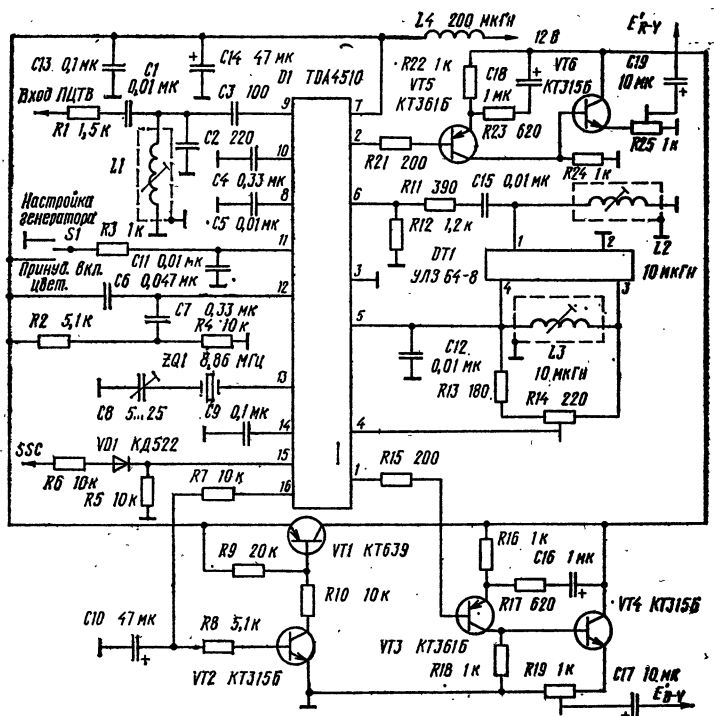 L4 200 мкГн
12 В
E'R-Y
C13 0,1 мк
C14 47 мк
C1
0,01 мк
D1 TDA4510
R22 1 к
VT5
КТ361Б
C18
1 мк
VT6
КТ315Б
C19
10 мк
C3 100
Вход ПЦТВ
R1 1,5к
9
7
R23 620
L1
C2 220
10
2
R21 200
R25 1к
R24 1к
C4 0,33 мк
8
6
R11 390
C15 0,01 мк
C5 0,01 мк
Настройка
генератора
S1
R3 1 к
11
R12 1,2 к
L2
10 мкГн
1
2
DT1
УЛЗ 64-8
C11 0,01 мк
Принуд. вкл.
цвет.
C6
0,047 мк
12
3
4
3
C7 0,33 мк
R2 5,1 к
R4 10 к
5
L3
10 мкГн
ZQ1 8,86 МГц
13
C12
0,01 мк
R13 180
R14 220
C8 5...25
C9 0,1 мк
14
4
SSC
VD1 КД522
15
R6 10к
R5 10к
R7 10 к
16
1
R15 200
VT1 КТ639
R9 20 к
R16 1 к
C16 1 мк
R10 10 к
R17 620
VT4 КТ315Б
C10 47 мк
R8 5,1к
VT3 КТ361Б
VT2 КТ315Б
R18 1 к
R19 1 к
C17 10 мк
E'B-Y